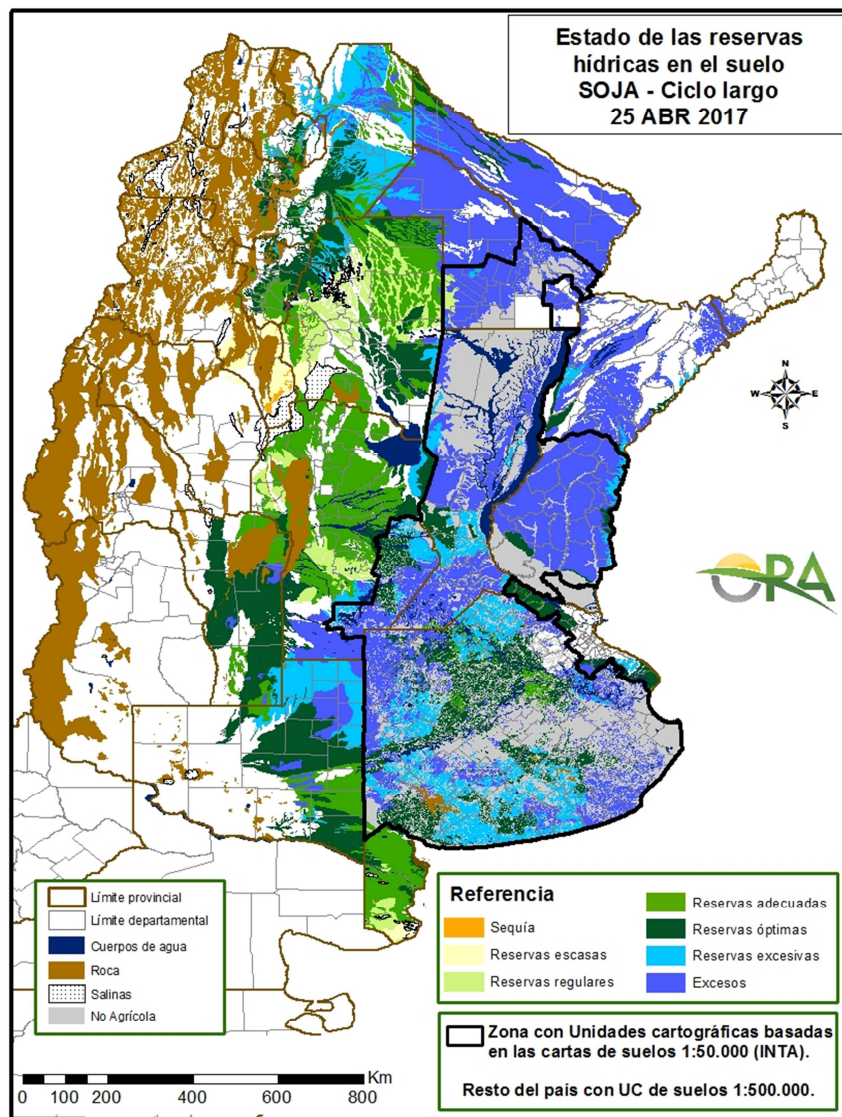 Estado de las reservas
hídricas en el suelo
SOJA - Ciclo largo
25 ABR 2017
N
W
E
S
OPA
Límite provincial
Límite departamental
Cuerpos de agua
Roca
Salinas
No Agrícola
Referencia
Sequía
Reservas escasas
Reservas regulares
Reservas adecuadas
Reservas óptimas
Reservas excesivas
Excesos
Zona con Unidades cartográficas basadas
en las cartas de suelos 1:50.000 (INTA).
Resto del país con UC de suelos 1:500.000.
Km
0 100 200 400 600 800